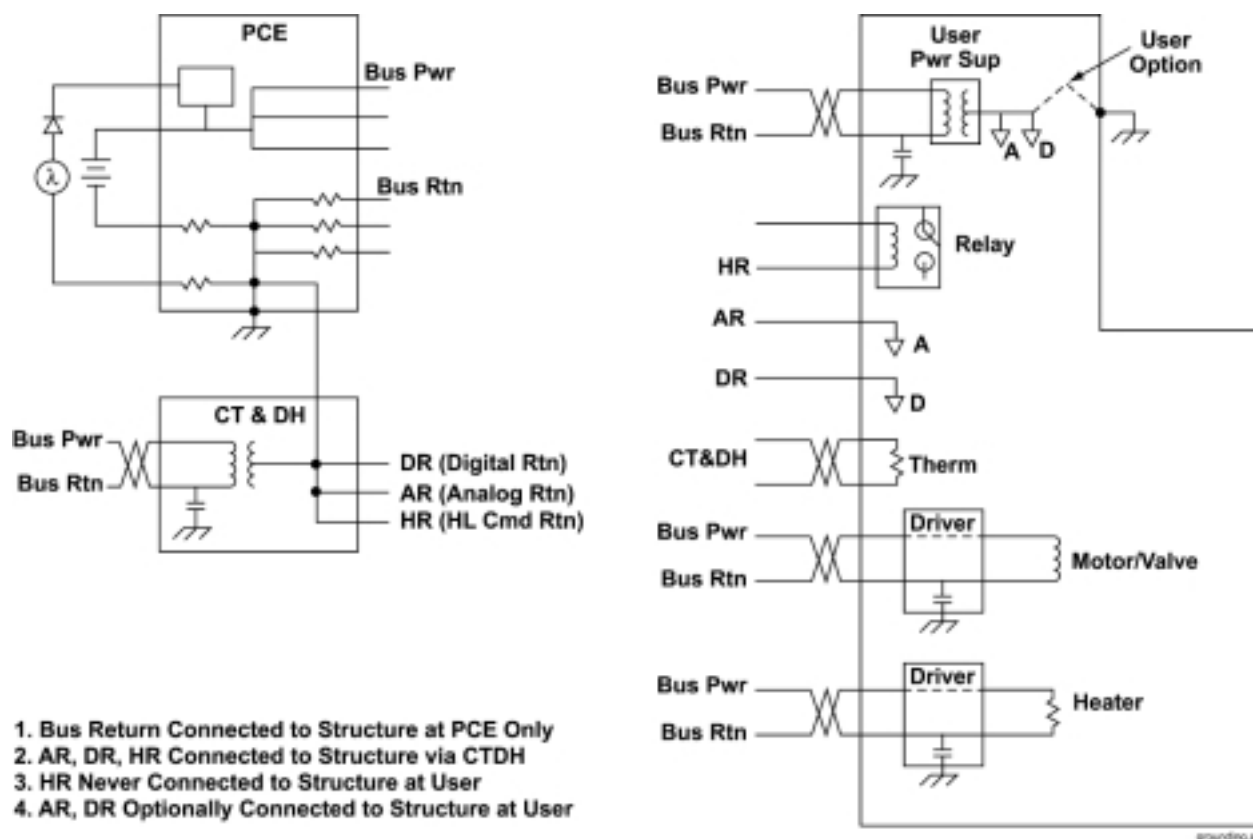 PCE
Bus Pwr
λ
Bus Rtn
CT & DH
Bus Pwr
Bus Rtn
DR (Digital Rtn)
AR (Analog Rtn)
HR (HL Cmd Rtn)
1. Bus Return Connected to Structure at PCE Only
2. AR, DR, HR Connected to Structure via CTDH
3. HR Never Connected to Structure at User
4. AR, DR Optionally Connected to Structure at User
User
Pwr Sup
User
Option
Bus Pwr
Bus Rtn
A
D
Relay
HR
AR
A
DR
D
CT&DH
Therm
Bus Pwr
Driver
Bus Rtn
Motor/Valve
Bus Pwr
Driver
Bus Rtn
Heater